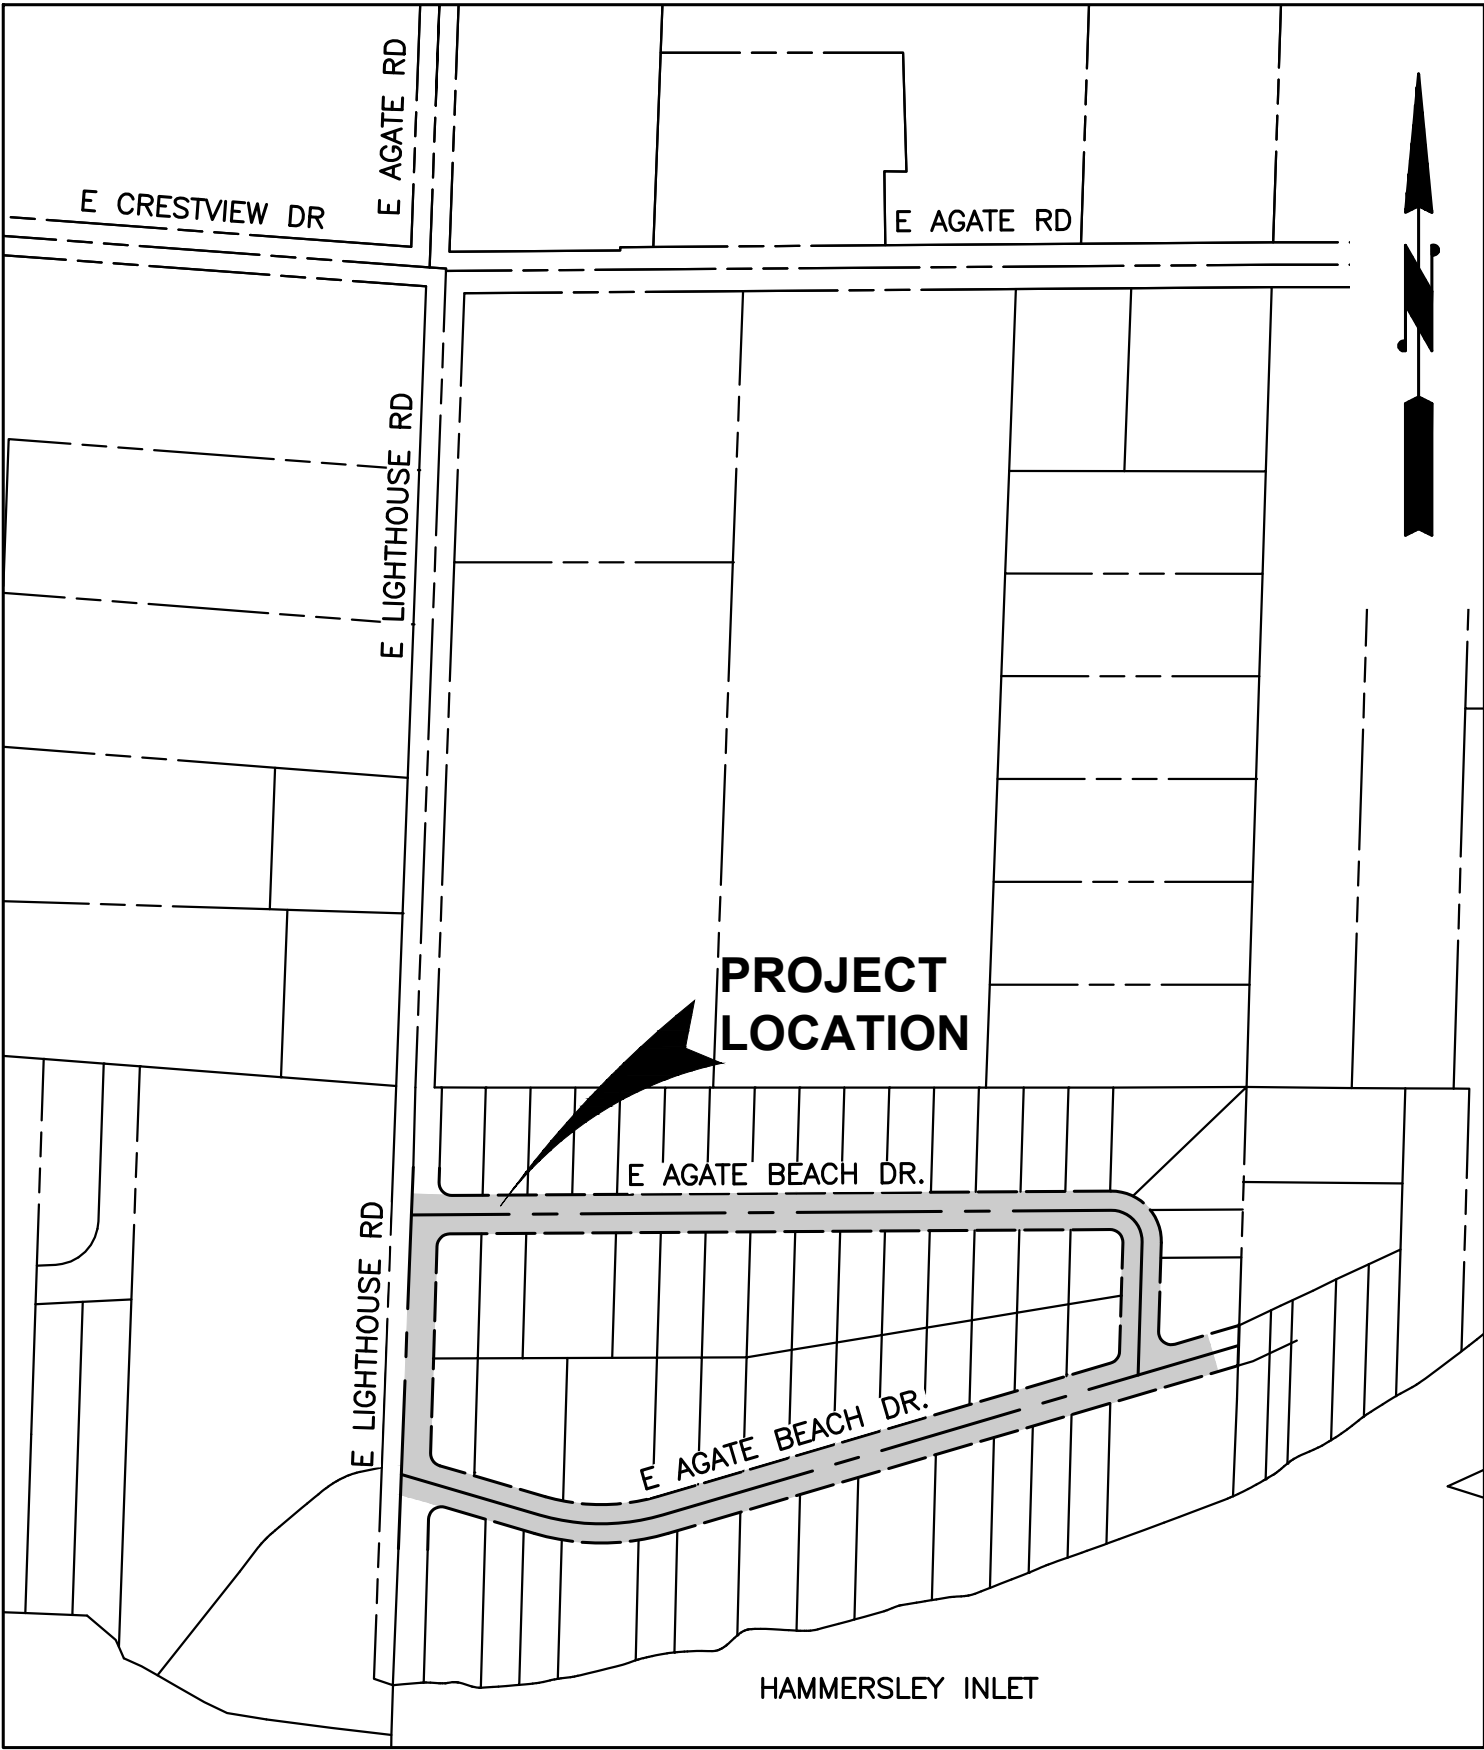 E AGATE RD
E CRESTVIEW DR
E AGATE RD
E LIGHTHOUSE RD
N
PROJECT
LOCATION
E AGATE BEACH DR.
E LIGHTHOUSE RD
E AGATE BEACH DR.
HAMMERSLEY INLET